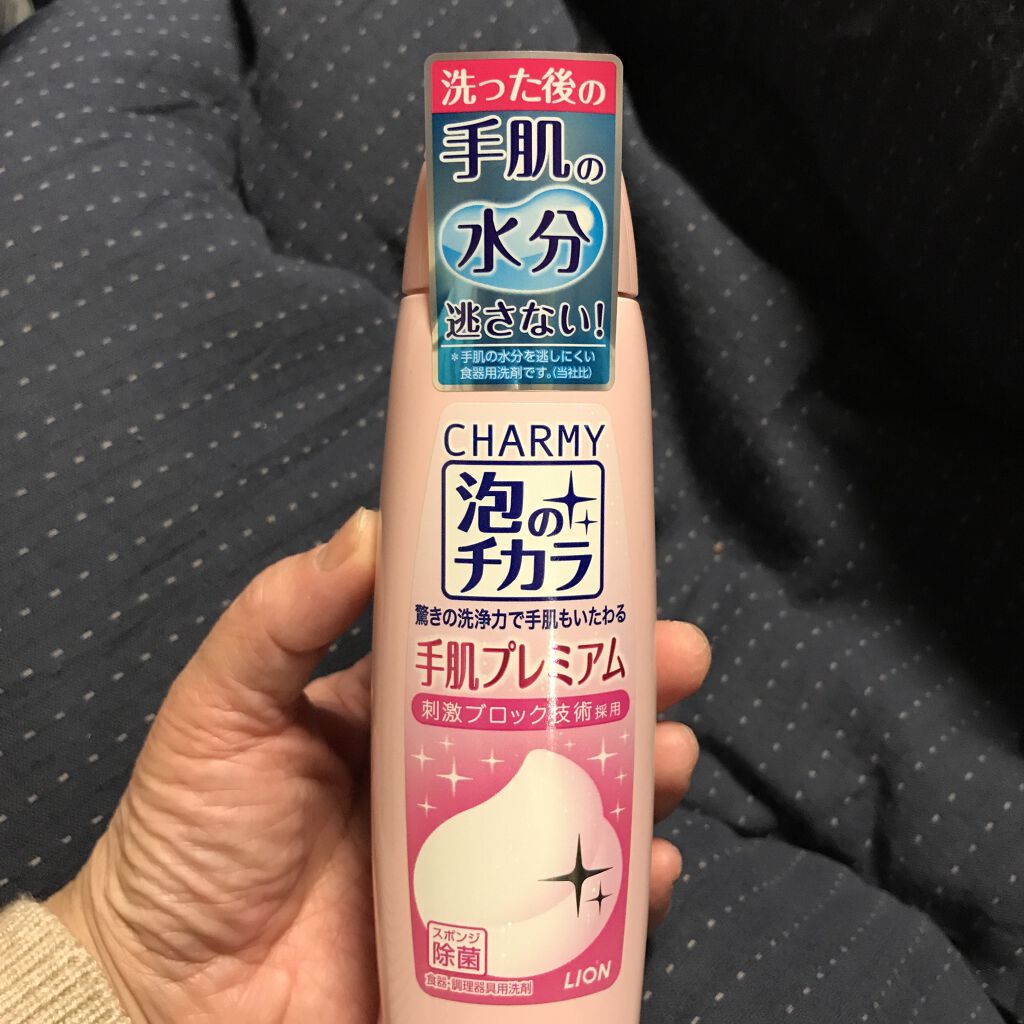 洗った後の
手肌の
水分
逃さない!
*手肌の水分を逃しにくい
食器用洗剤です。(当社比)
CHARMY
泡の
チカラ
驚きの洗浄力で手肌もいたわる
手肌プレミアム
刺激ブロック技術採用
スポンジ
除菌
食器・調理器具用洗剤
LION